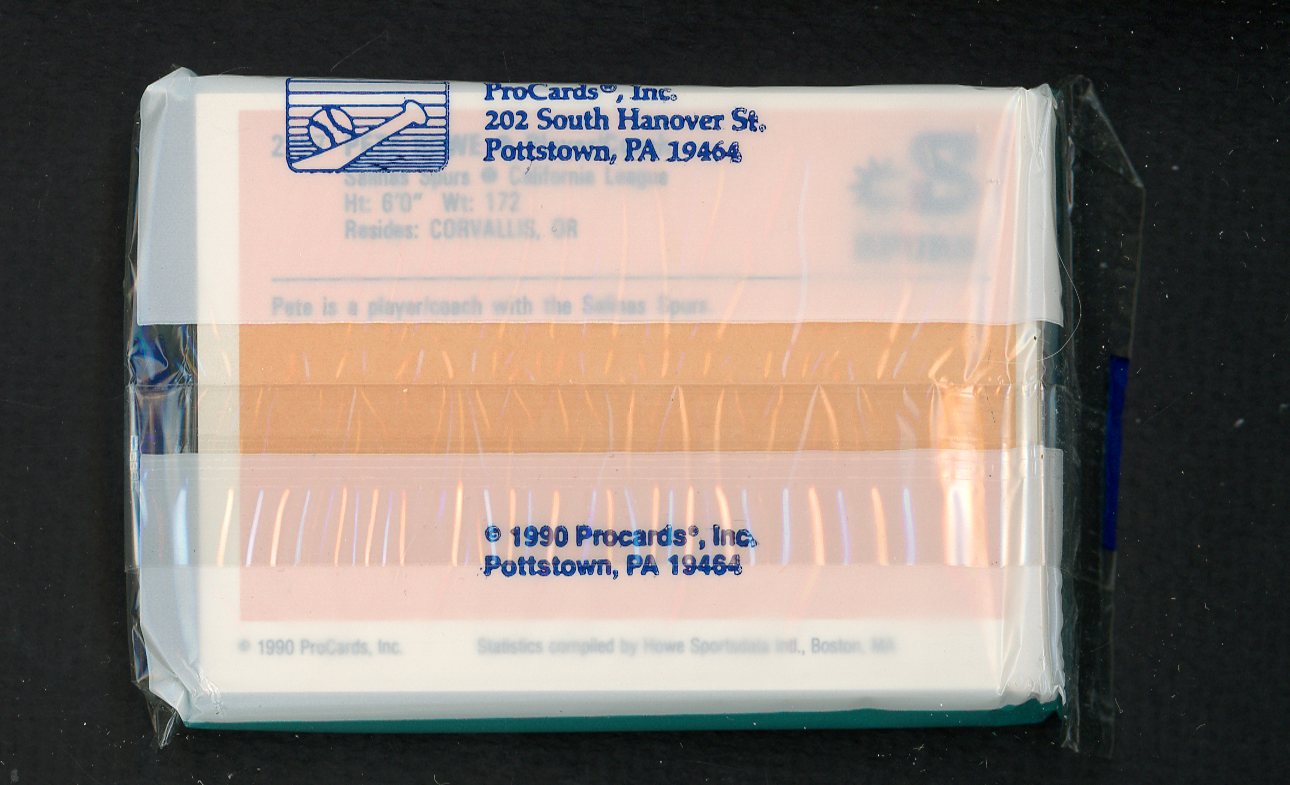 ProCards®, Inc.
202 South Hanover St.
Pottstown, PA 19464
Salinas Spurs ● California League
Ht: 6'0" Wt: 172
Resides: CORVALLIS, OR
Pete is a player/coach with the Salinas Spurs.
© 1990 Procards®, Inc.
Pottstown, PA 19464
© 1990 ProCards, Inc. Statistics compiled by Howe Sportsdata Intl., Boston, MA